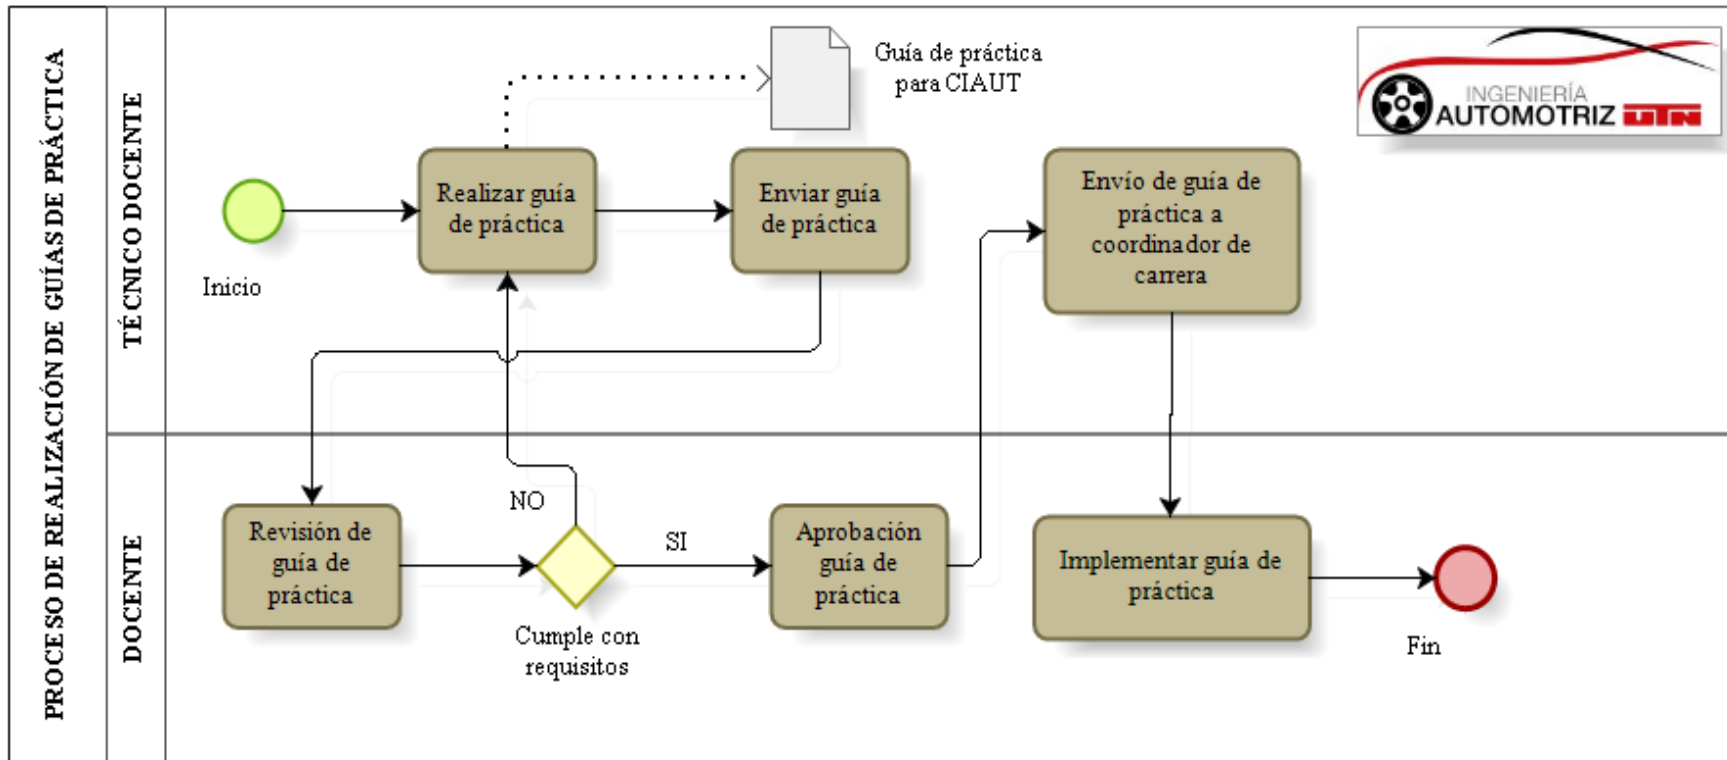 PROCESO DE REALIZACIÓN DE GUÍAS DE PRÁCTICA
TÉCNICO DOCENTE
Inicio
Realizar guía
de práctica
Guía de práctica
para CIAUT
Enviar guía
de práctica
Envío de guía de
práctica a
coordinador de
carrera
INGENIERÍA
AUTOMOTRIZ UTN
DOCENTE
Revisión de
guía de
práctica
NO
Cumple con
requisitos
SI
Aprobación
guía de
práctica
Implementar guía de
práctica
Fin